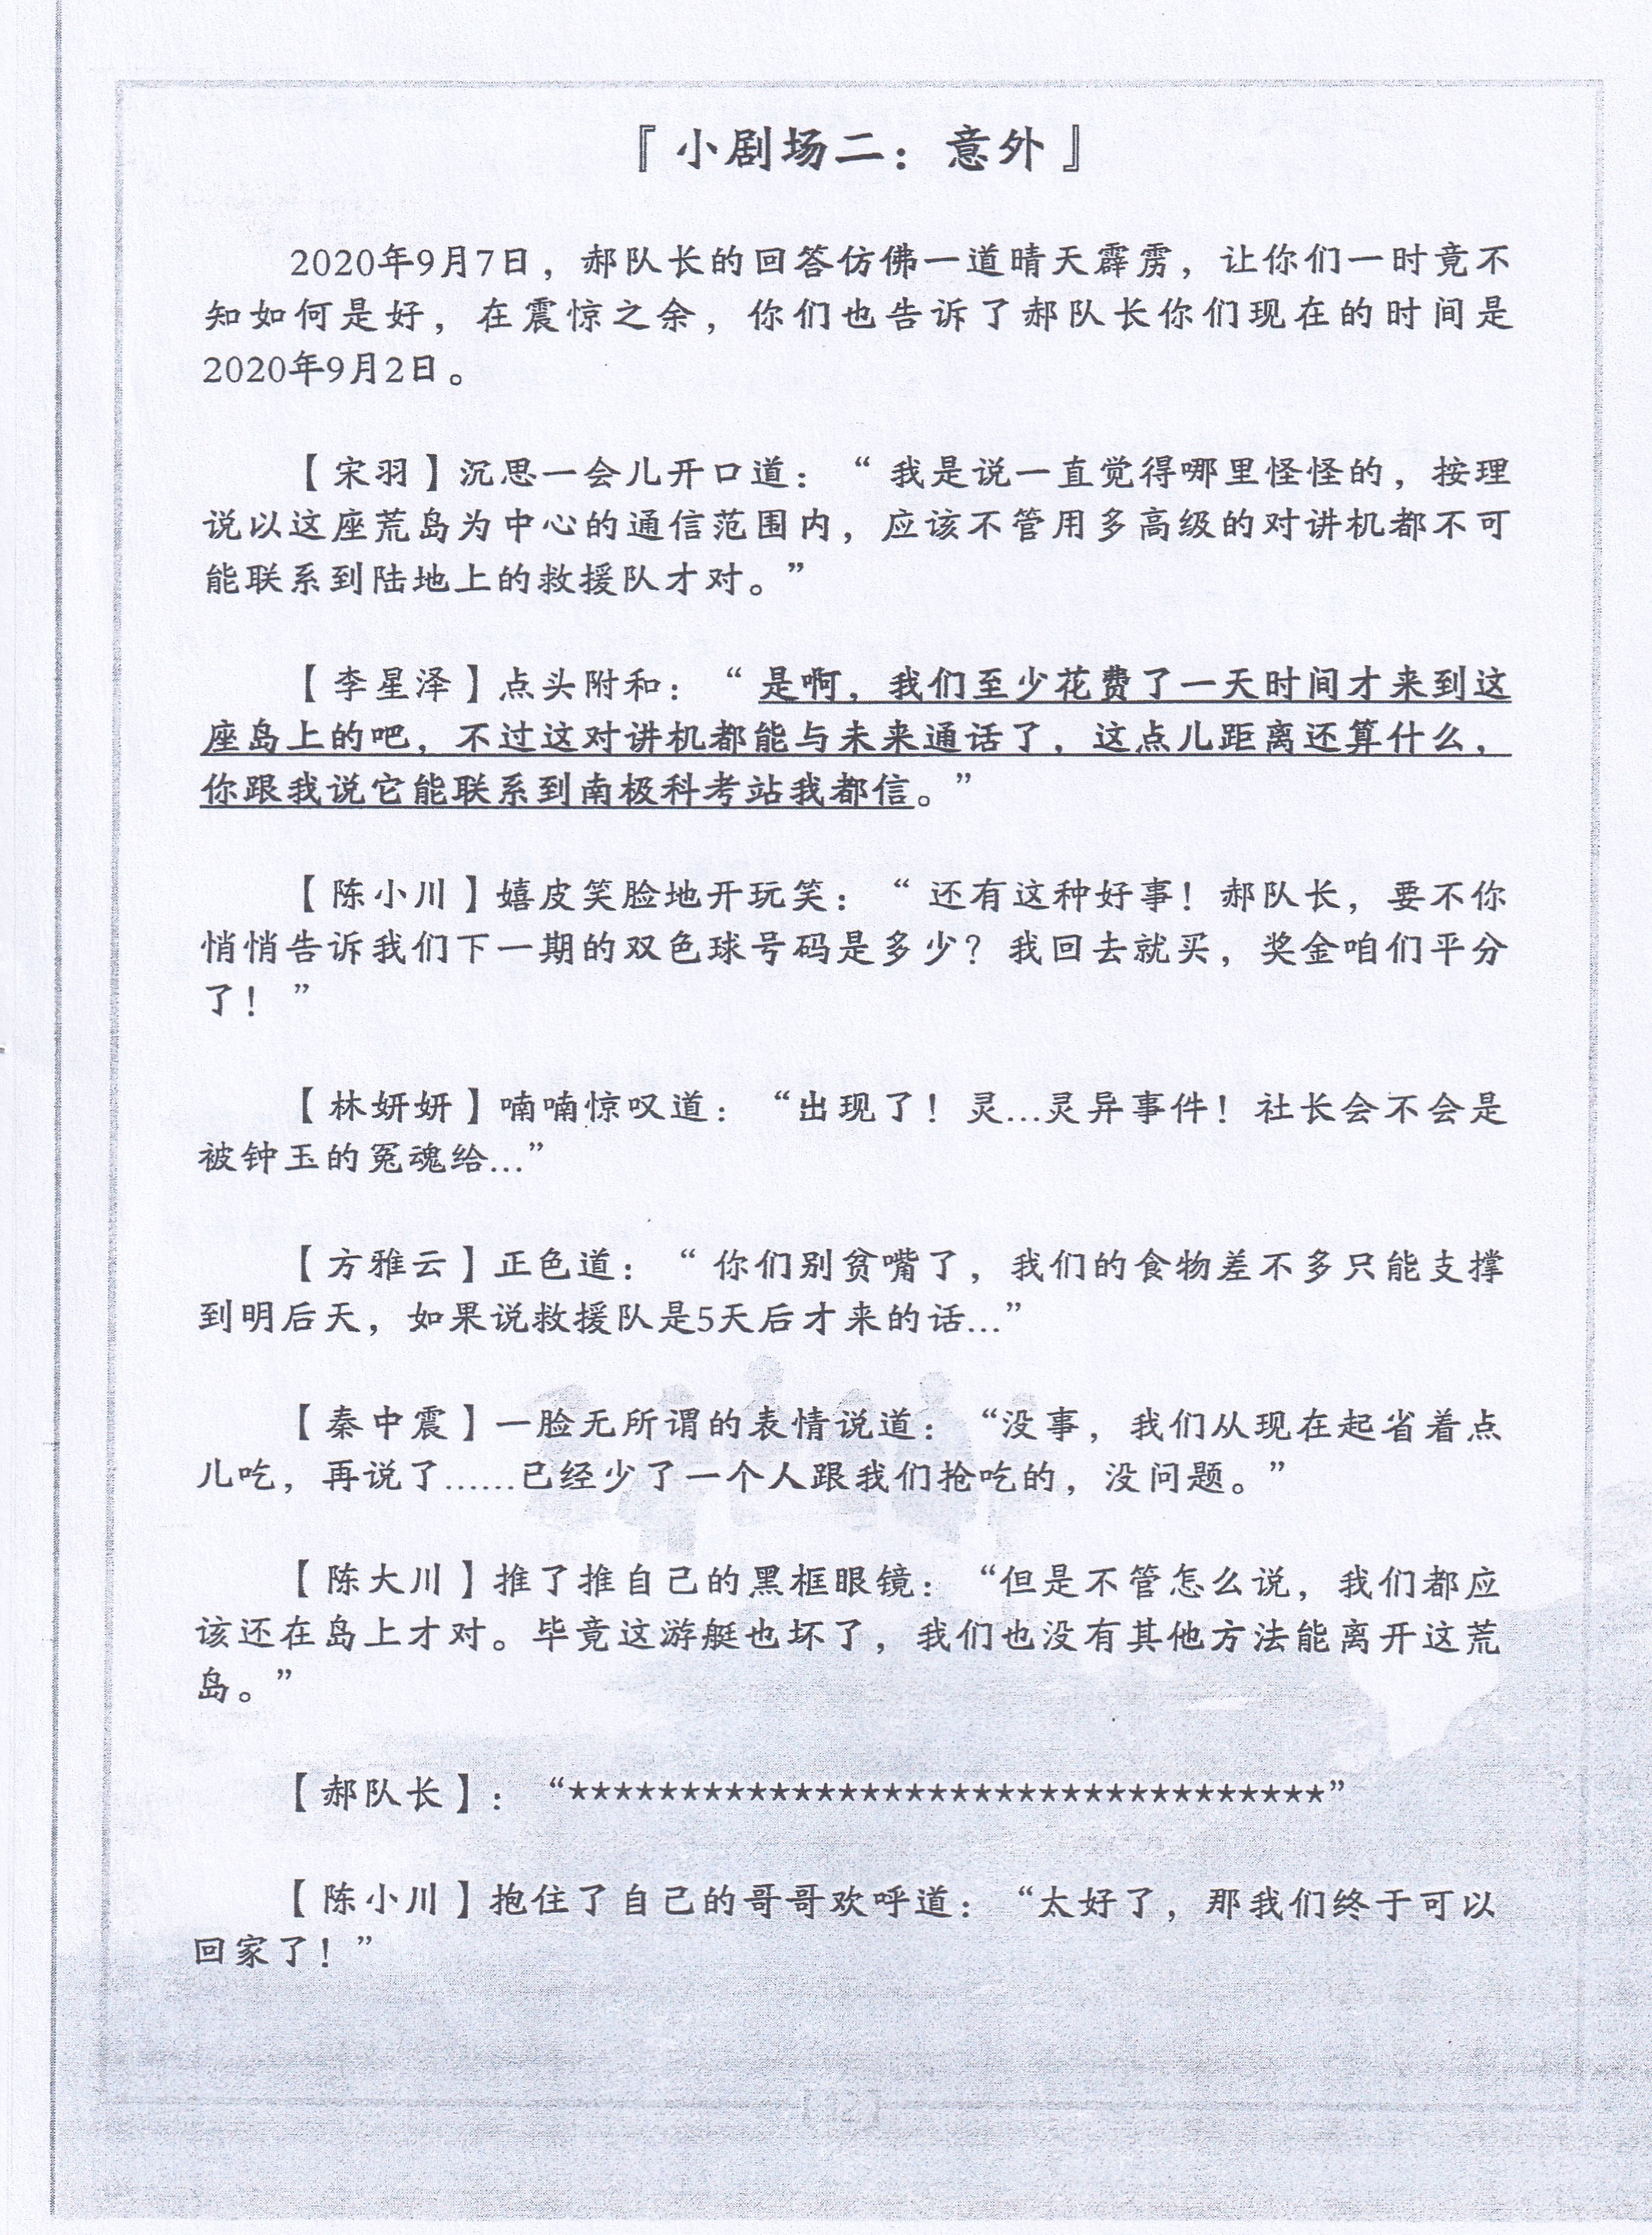 『小剧场二：意外』
2020年9月7日，郝队长的回答仿佛一道晴天霹雳，让你们一时竟不
知如何是好，在震惊之余，你们也告诉了郝队长你们现在的时间是
2020年9月2日。
【宋羽】沉思一会儿开口道：“我是说一直觉得哪里怪怪的，按理
说以这座荒岛为中心的通信范围内，应该不管用多高级的对讲机都不可
能联系到陆地上的救援队才对。”
【李星泽】点头附和：“是啊，我们至少花费了一天时间才来到这
座岛上的吧，不过这对讲机都能与未来通话了，这点儿距离还算什么，
你跟我说它能联系到南极科考站我都信。”
【陈小川】嬉皮笑脸地开玩笑：“还有这种好事！郝队长，要不你
悄悄告诉我们下一期的双色球号码是多少？我回去就买，奖金咱们平分
了！”
【林妍妍】喃喃惊叹道：“出现了！灵...灵异事件！社长会不会是
被钟玉的冤魂给...”
【方雅云】正色道：“你们别贫嘴了，我们的食物差不多只能支撑
到明后天，如果说救援队是5天后才来的话...”
【秦中震】一脸无所谓的表情说道：“没事，我们从现在起省着点
儿吃，再说了......已经少了一个人跟我们抢吃的，没问题。”
【陈大川】推了推自己的黑框眼镜：“但是不管怎么说，我们都应
该还在岛上才对。毕竟这游艇也坏了，我们也没有其他方法能离开这荒
岛。”
【郝队长】：“★★★★★★★★★★★★★★★★★★★★★★★★★★★★★★★★★★”
【陈小川】抱住了自己的哥哥欢呼道：“太好了，那我们终于可以
回家了！”
[12]